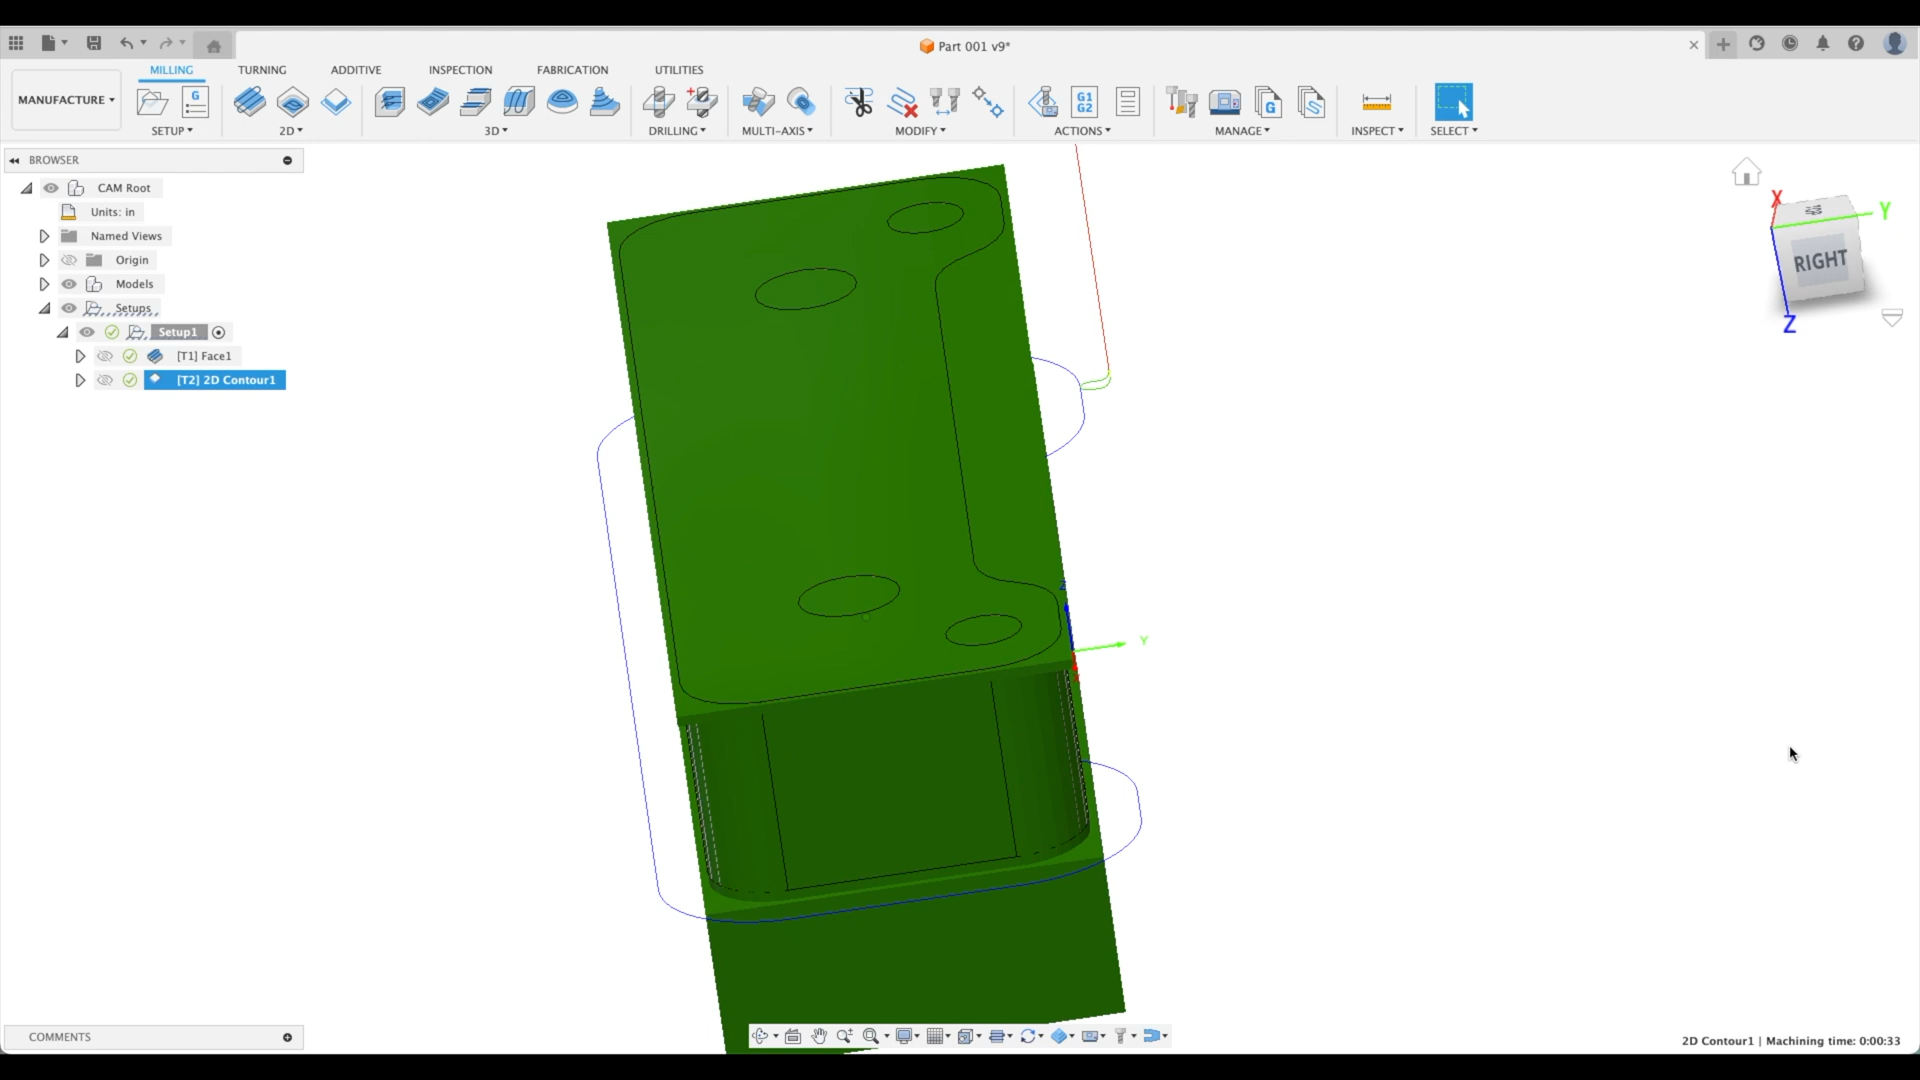 Part 001 v9*
MILLING TURNING ADDITIVE INSPECTION FABRICATION UTILITIES
MANUFACTURE
G
G1
G2
G
SETUP 2D 3D DRILLING MULTI-AXIS MODIFY ACTIONS MANAGE INSPECT SELECT
BROWSER
CAM Root
Units: in
Named Views
Origin
Models
Setups
Setup1
[T1] Face1
[T2] 2D Contour1
X
Y
RIGHT
Z
Z
Y
COMMENTS
2D Contour1 | Machining time: 0:00:33